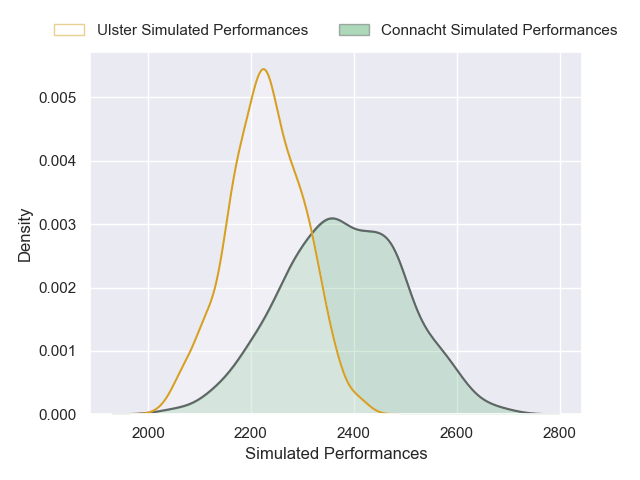 Ulster Simulated Performances Connacht Simulated Performances
0.005
0.004
0.003
0.002
0.001
0.000
Density
2000 2200 2400 2600 2800
Simulated Performances